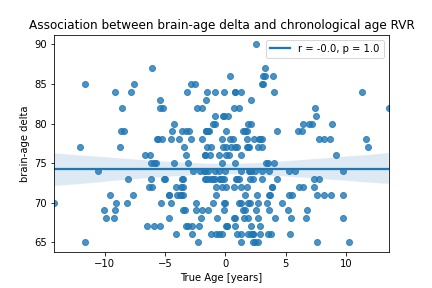 Association between brain-age delta and chronological age RVR
r = -0.0, p = 1.0
90
85
80
75
70
65
brain-age delta
−10
−5
0
5
10
True Age [years]